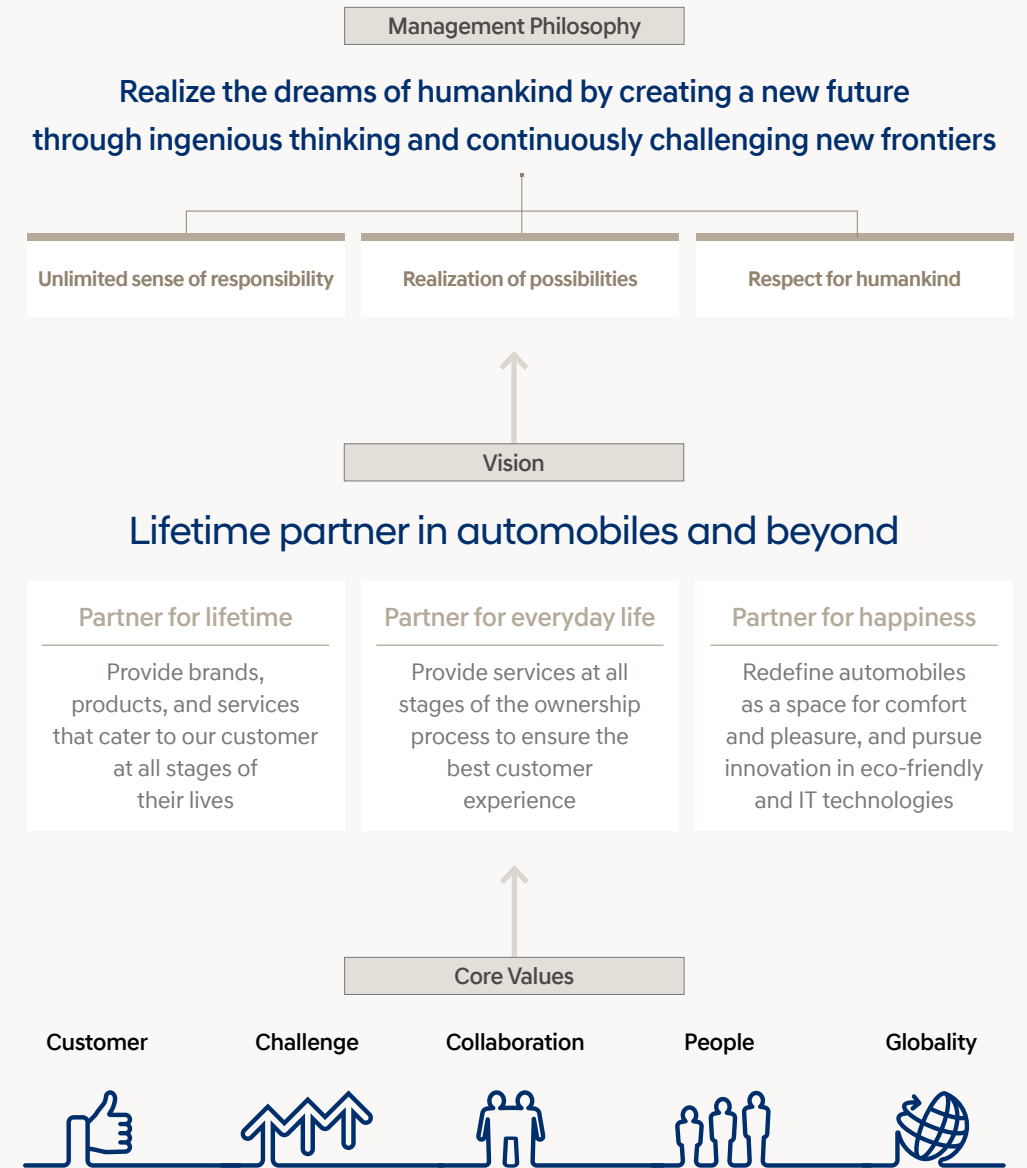 Management Philosophy
Realize the dreams of humankind by creating a new future
through ingenious thinking and continuously challenging new frontiers
Unlimited sense of responsibility
Realization of possibilities
Respect for humankind
Vision
Lifetime partner in automobiles and beyond
Partner for lifetime
Provide brands,
products, and services
that cater to our customer
at all stages of
their lives
Partner for everyday life
Provide services at all
stages of the ownership
process to ensure the
best customer
experience
Partner for happiness
Redefine automobiles
as a space for comfort
and pleasure, and pursue
innovation in eco-friendly
and IT technologies
Core Values
Customer
Challenge
Collaboration
People
Globality